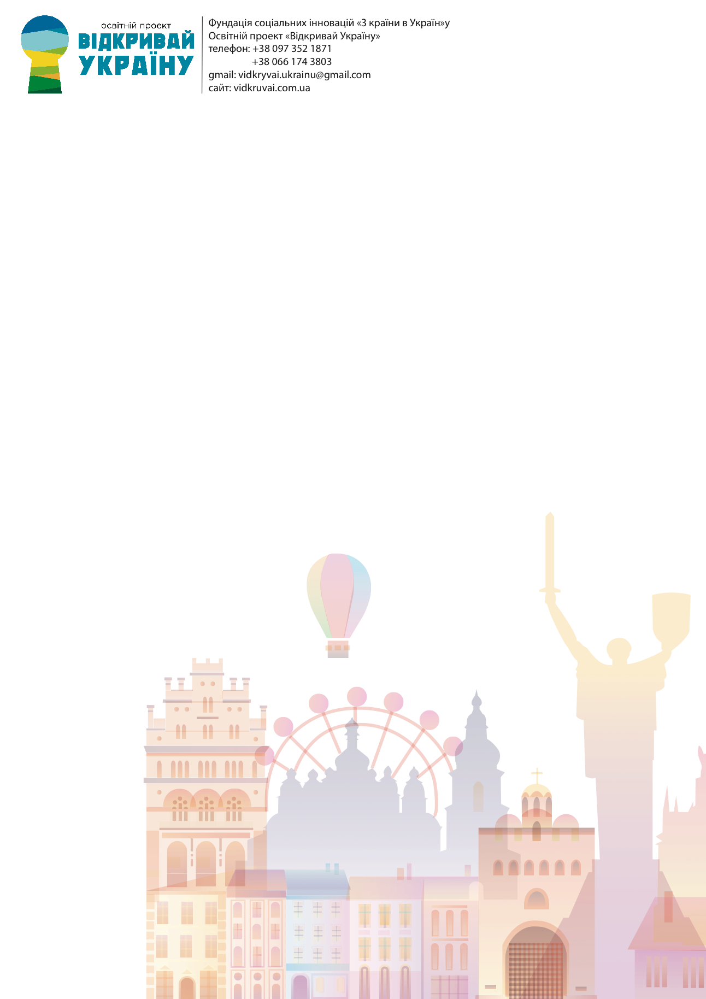 освітній проект
ВІДКРИВАЙ
УКРАЇНУ
Фундація соціальних інновацій «З країни в Україн»у
Освітній проект «Відкривай Україну»
телефон: +38 097 352 1871
+38 066 174 3803
gmail: vidkryvai.ukrainu@gmail.com
сайт: vidkruvai.com.ua